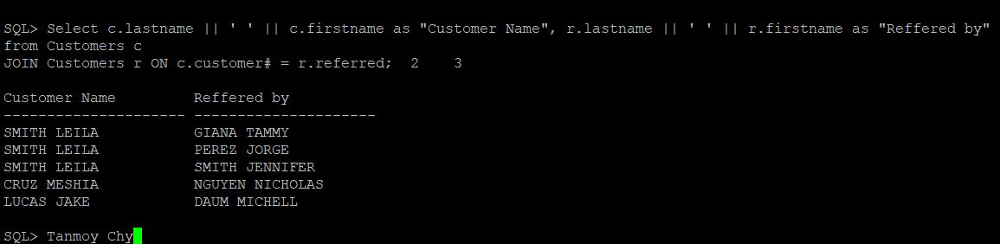 SQL> Select c.lastname || ' ' || c.firstname as "Customer Name", r.lastname || ' ' || r.firstname as "Reffered by"
from Customers c
JOIN Customers r ON c.customer# = r.referred;  2    3
Customer Name         Reffered by
--------------------- ---------------------
SMITH LEILA           GIANA TAMMY
SMITH LEILA           PEREZ JORGE
SMITH LEILA           SMITH JENNIFER
CRUZ MESHIA           NGUYEN NICHOLAS
LUCAS JAKE            DAUM MICHELL
SQL> Tanmoy Chy